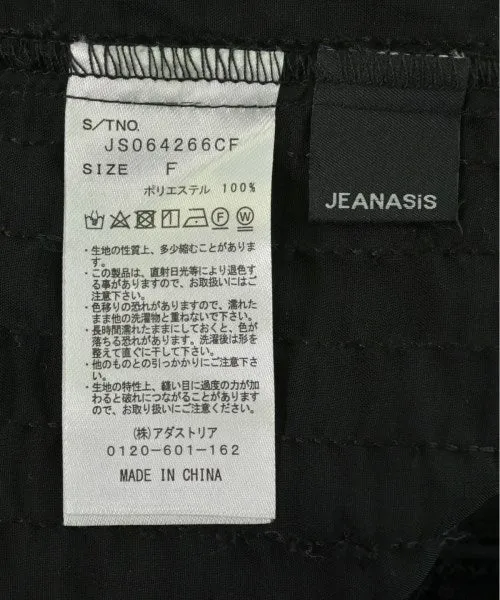 S/TNO.
JS064266CF
SIZE F
ポリエステル 100%
・生地の性質上、多少縮むことがありま
す。
・この製品は、直射日光等により退色す
る事がありますので、お取扱いにはご
注意下さい。
・色移りの恐れがありますので、濡れた
まま他の洗濯物と重ねないで下さい。
・長時間濡れたままにしておくと、色が
落ちる恐れがあります。洗濯後は形を
整えて直ぐに干して下さい。
・他のものとの引っかかりにご注意下さ
い。
・生地の特性上、縫い目に過度の力が加
わると破れにつながることがあります
ので、お取り扱いにご注意ください。
(株)アダストリア
0120-601-162
MADE IN CHINA
JEANASiS